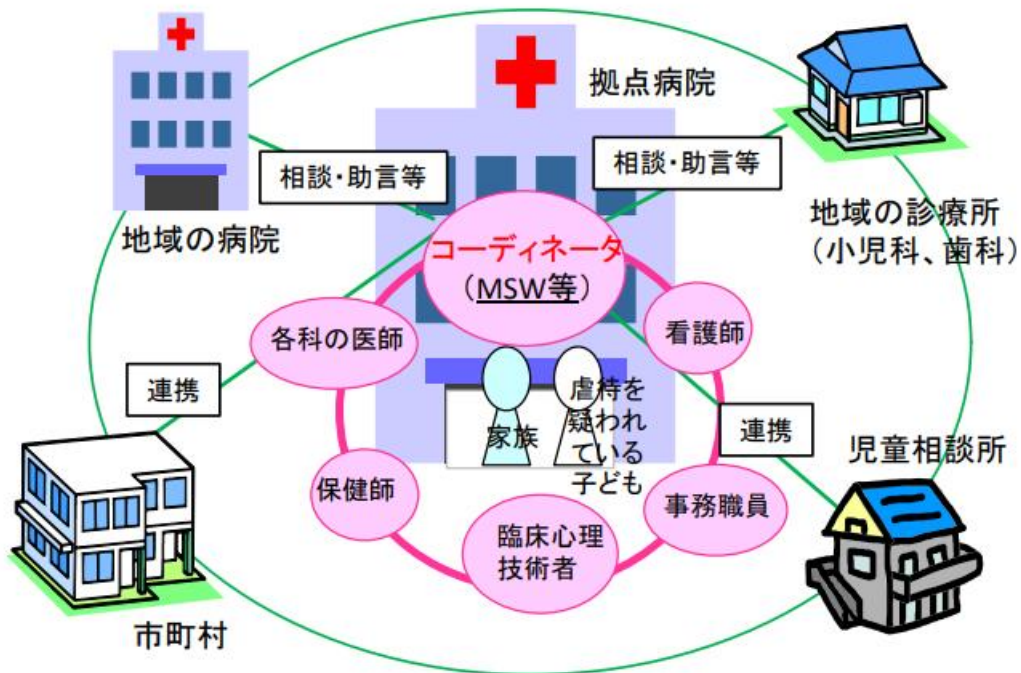 拠点病院
相談・助言等
相談・助言等
地域の病院
地域の診療所
（小児科、歯科）
コーディネータ
（MSW等）
各科の医師
看護師
連携
家族
虐待を
疑われ
ている
子ども
連携
児童相談所
保健師
事務職員
臨床心理
技術者
市町村